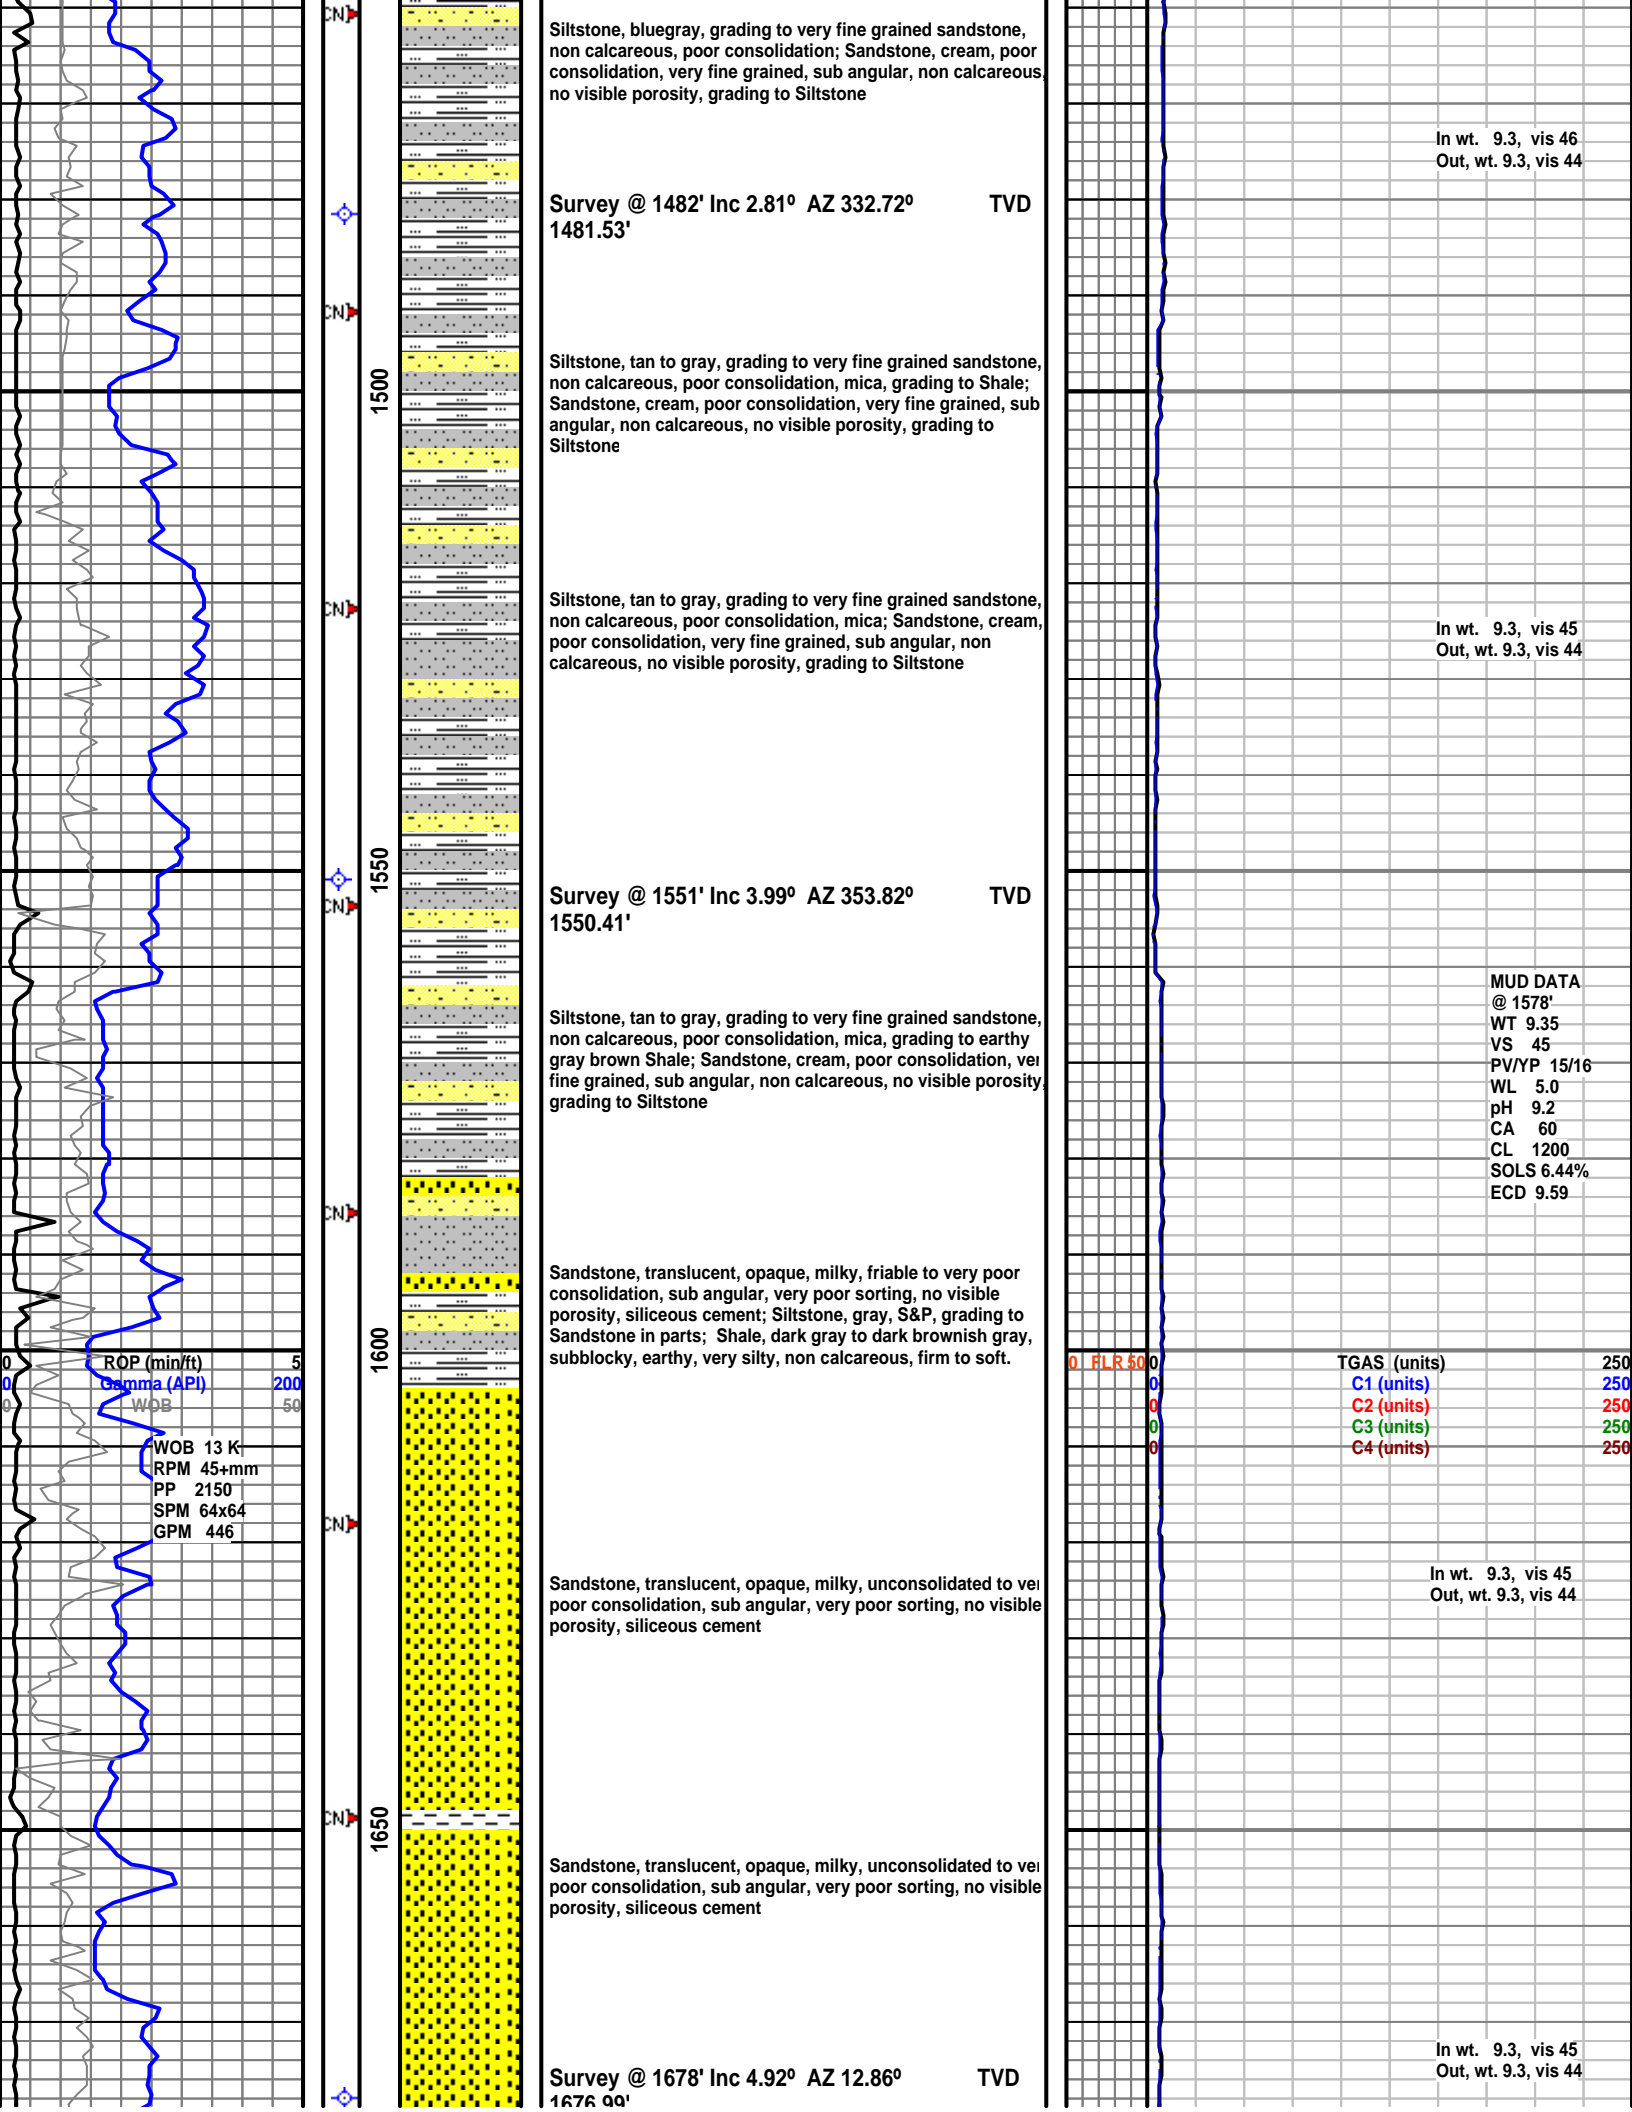 CN]
Siltstone, bluegray, grading to very fine grained sandstone,
non calcareous, poor consolidation; Sandstone, cream, poor
consolidation, very fine grained, sub angular, non calcareous,
no visible porosity, grading to Siltstone
In wt. 9.3, vis 46
Out, wt. 9.3, vis 44
Survey @ 1482' Inc 2.81º AZ 332.72º TVD
1481.53'
CN]
1500
Siltstone, tan to gray, grading to very fine grained sandstone,
non calcareous, poor consolidation, mica, grading to Shale;
Sandstone, cream, poor consolidation, very fine grained, sub
angular, non calcareous, no visible porosity, grading to
Siltstone
CN]
Siltstone, tan to gray, grading to very fine grained sandstone,
non calcareous, poor consolidation, mica; Sandstone, cream,
poor consolidation, very fine grained, sub angular, non
calcareous, no visible porosity, grading to Siltstone
In wt. 9.3, vis 45
Out, wt. 9.3, vis 44
1550
CN]
Survey @ 1551' Inc 3.99º AZ 353.82º TVD
1550.41'
MUD DATA
@ 1578'
WT 9.35
VS 45
PV/YP 15/16
WL 5.0
pH 9.2
CA 60
CL 1200
SOLS 6.44%
ECD 9.59
Siltstone, tan to gray, grading to very fine grained sandstone,
non calcareous, poor consolidation, mica, grading to earthy
gray brown Shale; Sandstone, cream, poor consolidation, ver
fine grained, sub angular, non calcareous, no visible porosity,
grading to Siltstone
CN]
Sandstone, translucent, opaque, milky, friable to very poor
consolidation, sub angular, very poor sorting, no visible
porosity, siliceous cement; Siltstone, gray, S&P, grading to
Sandstone in parts; Shale, dark gray to dark brownish gray,
subblocky, earthy, very silty, non calcareous, firm to soft.
1600
0 ROP (min/ft) 5
0 Gamma (API) 200
0 WOB 50
0 FLR 50
0 TGAS (units) 250
0 C1 (units) 250
0 C2 (units) 250
0 C3 (units) 250
0 C4 (units) 250
WOB 13 K
RPM 45+mm
PP 2150
SPM 64x64
GPM 446
CN]
Sandstone, translucent, opaque, milky, unconsolidated to ver
poor consolidation, sub angular, very poor sorting, no visible
porosity, siliceous cement
In wt. 9.3, vis 45
Out, wt. 9.3, vis 44
CN]
1650
Sandstone, translucent, opaque, milky, unconsolidated to ver
poor consolidation, sub angular, very poor sorting, no visible
porosity, siliceous cement
In wt. 9.3, vis 45
Out, wt. 9.3, vis 44
Survey @ 1678' Inc 4.92º AZ 12.86º TVD
1676.99'